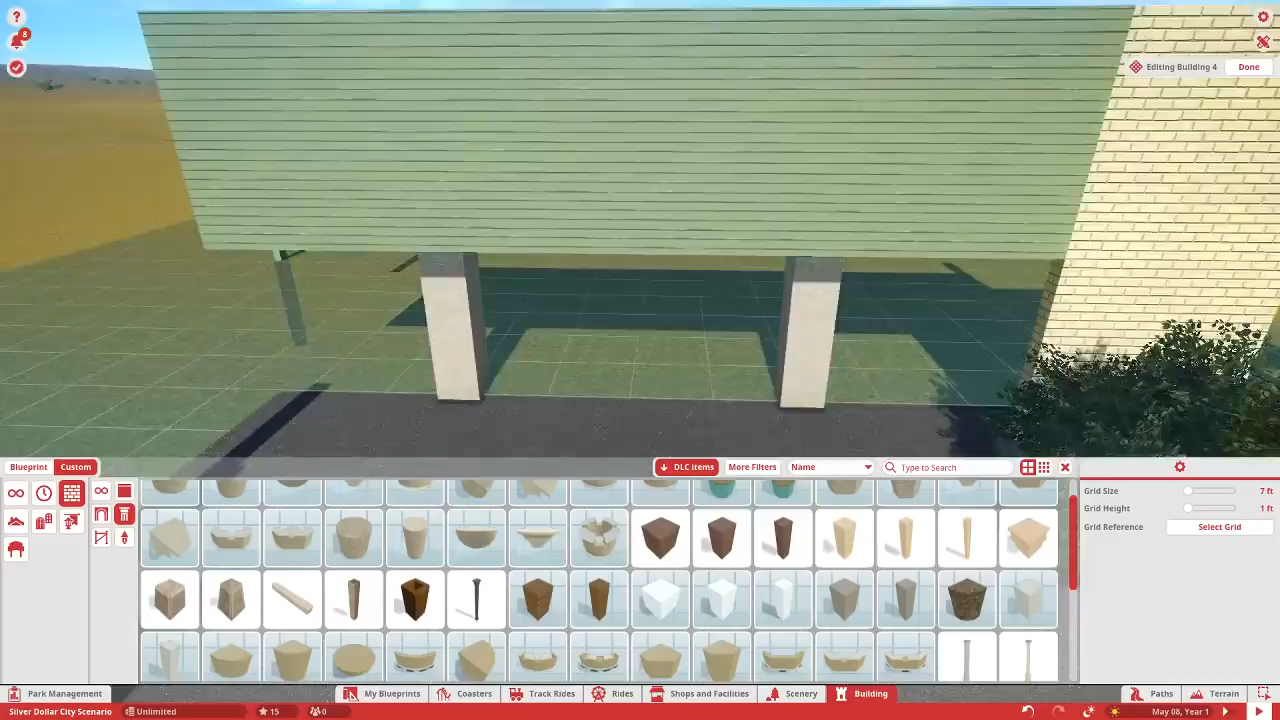 ?
8
Editing Building 4 Done
Blueprint Custom DLC Items More Filters Name Type to Search
Grid Size 7 ft
Grid Height 1 ft
Grid Reference Select Grid
Park Management My Blueprints Coasters Track Rides Rides Shops and Facilities Scenery Building Paths Terrain
Silver Dollar City Scenario Unlimited 15 0 May 08, Year 1